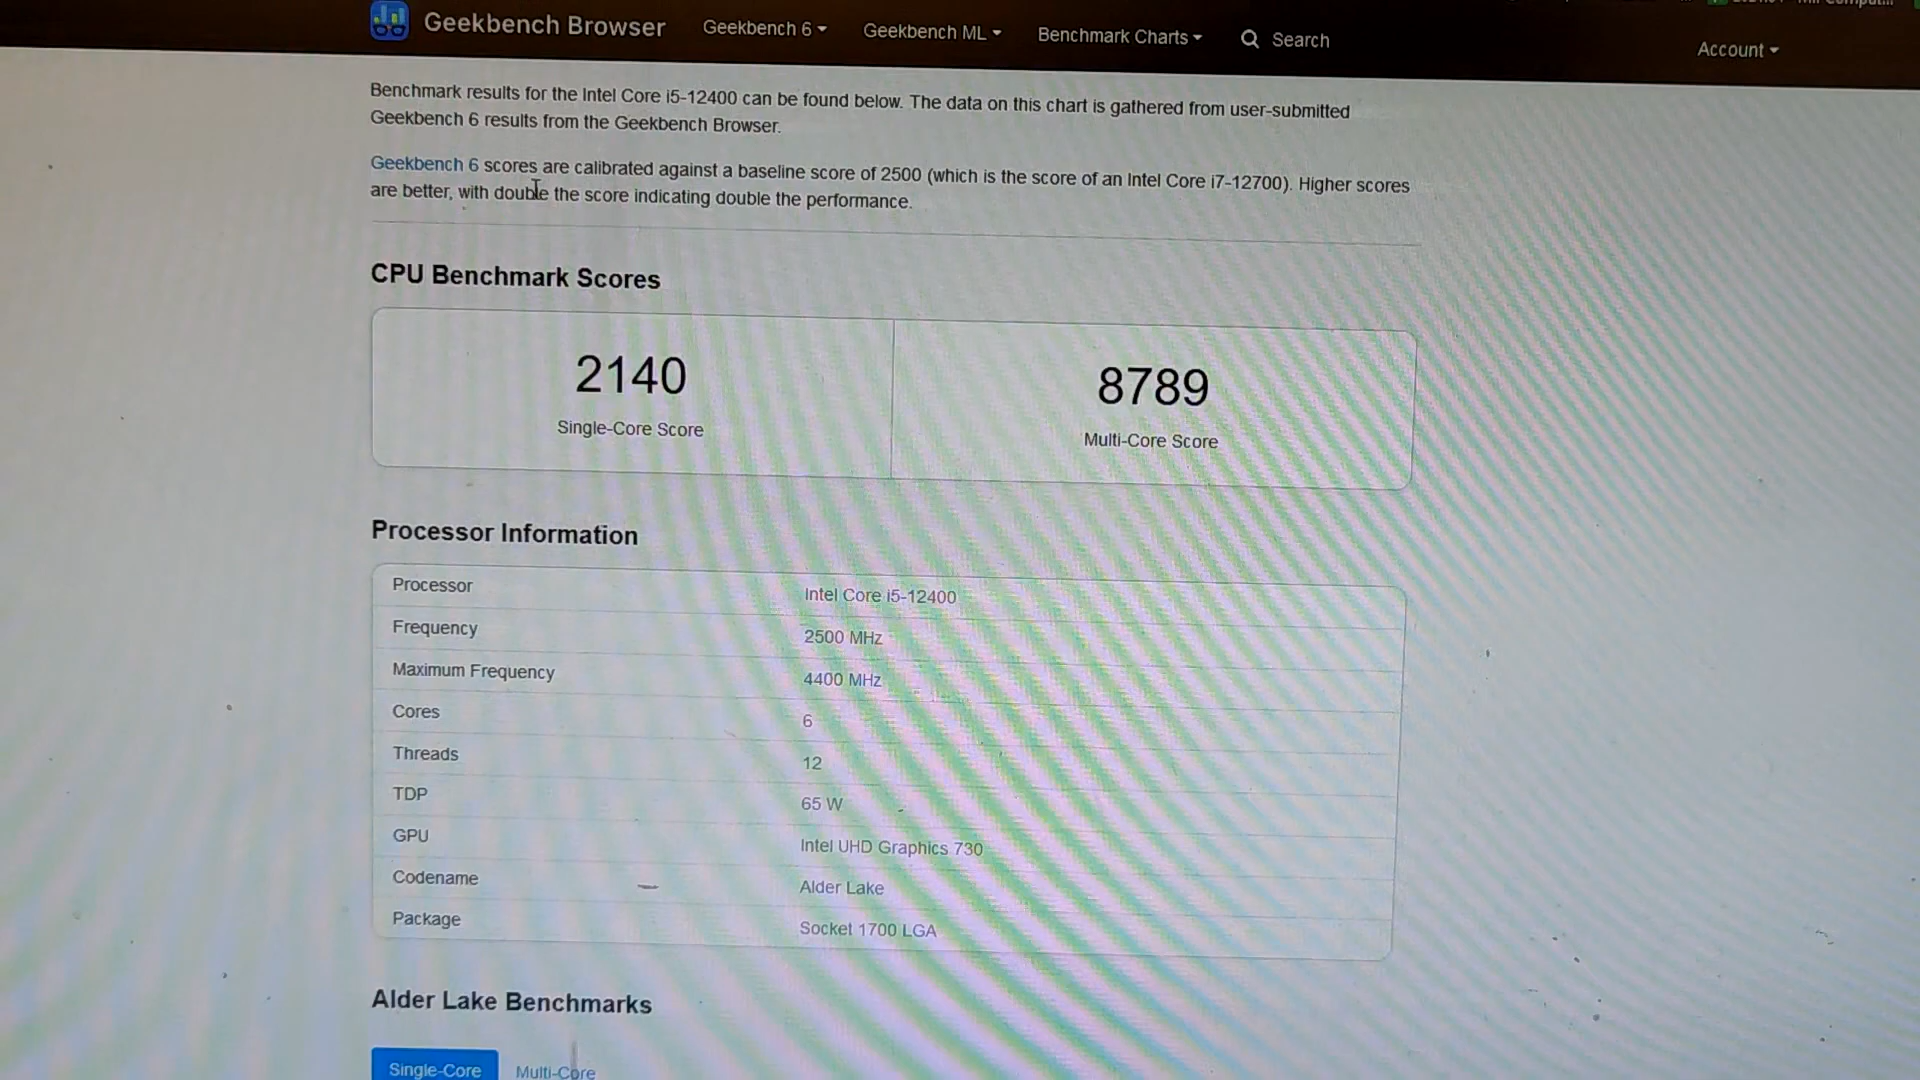 Geekbench Browser Geekbench 6 Geekbench ML Benchmark Charts Search Account
Benchmark results for the Intel Core i5-12400 can be found below. The data on this chart is gathered from user-submitted
Geekbench 6 results from the Geekbench Browser.
Geekbench 6 scores are calibrated against a baseline score of 2500 (which is the score of an Intel Core i7-12700). Higher scores
are better, with double the score indicating double the performance.
CPU Benchmark Scores
2140 8789
Single-Core Score Multi-Core Score
Processor Information
Processor Intel Core i5-12400
Frequency 2500 MHz
Maximum Frequency 4400 MHz
Cores 6
Threads 12
TDP 65 W
GPU Intel UHD Graphics 730
Codename Alder Lake
Package Socket 1700 LGA
Alder Lake Benchmarks
Single-Core Multi-Core